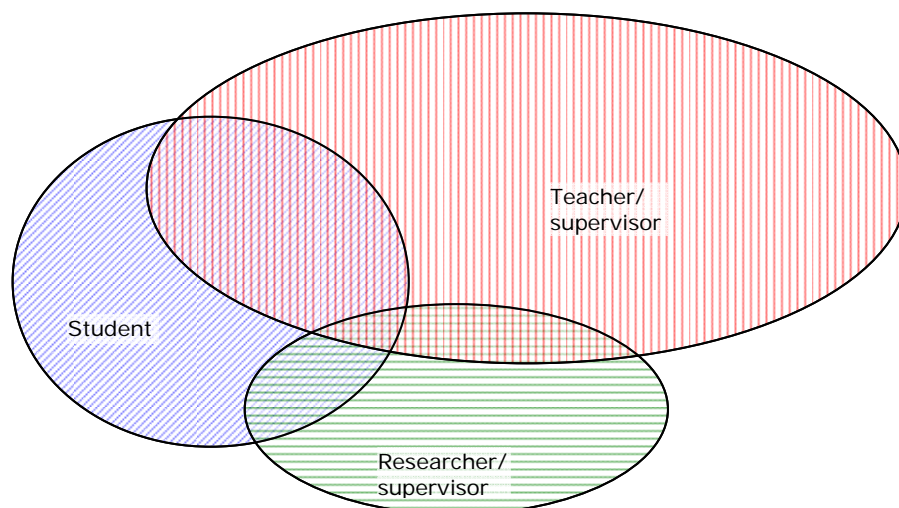 Teacher/
supervisor
Student
Researcher/
supervisor